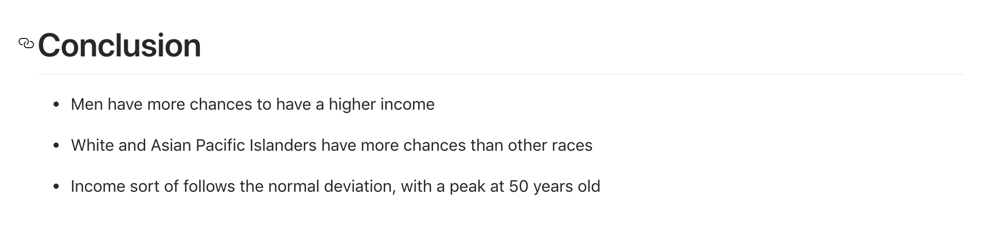 Conclusion
Men have more chances to have a higher income
White and Asian Pacific Islanders have more chances than other races
Income sort of follows the normal deviation, with a peak at 50 years old